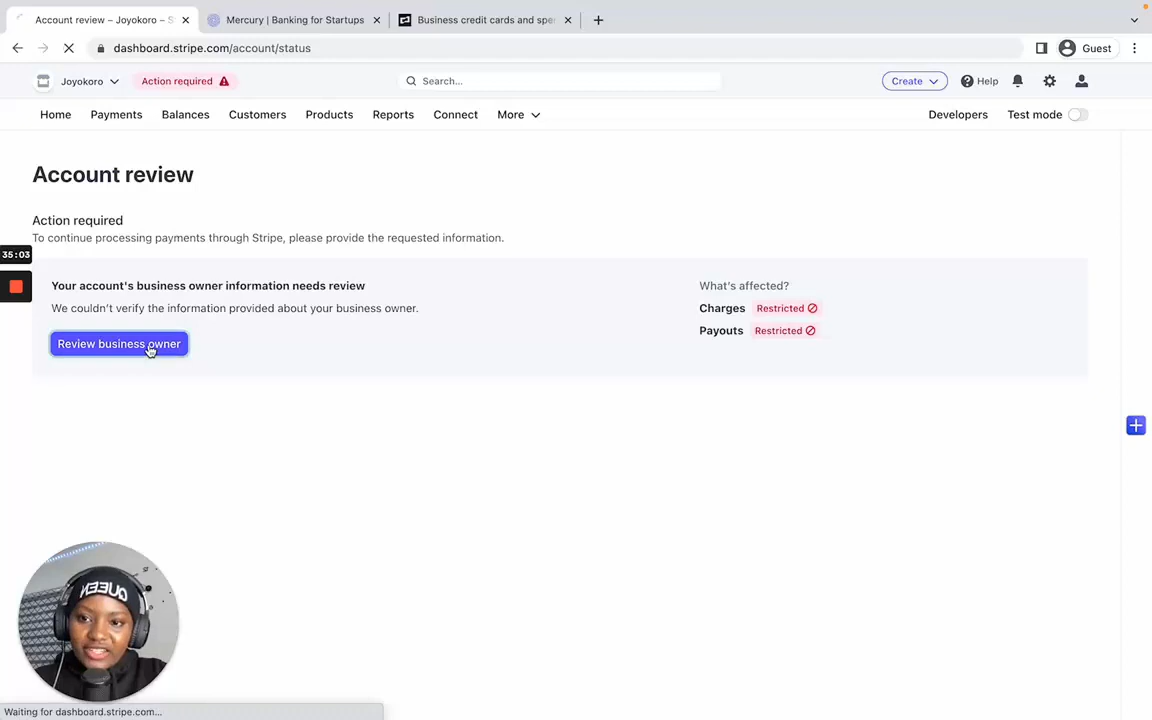 Account review – Joyokoro – S
Mercury | Banking for Startups
Business credit cards and spe
dashboard.stripe.com/account/status
Guest
Joyokoro
Action required
Search...
Create
Help
Home
Payments
Balances
Customers
Products
Reports
Connect
More
Developers
Test mode
Account review
Action required
To continue processing payments through Stripe, please provide the requested information.
35:03
Your account's business owner information needs review
What's affected?
We couldn't verify the information provided about your business owner.
Charges Restricted
Payouts Restricted
Review business owner
QUEEN
Waiting for dashboard.stripe.com...